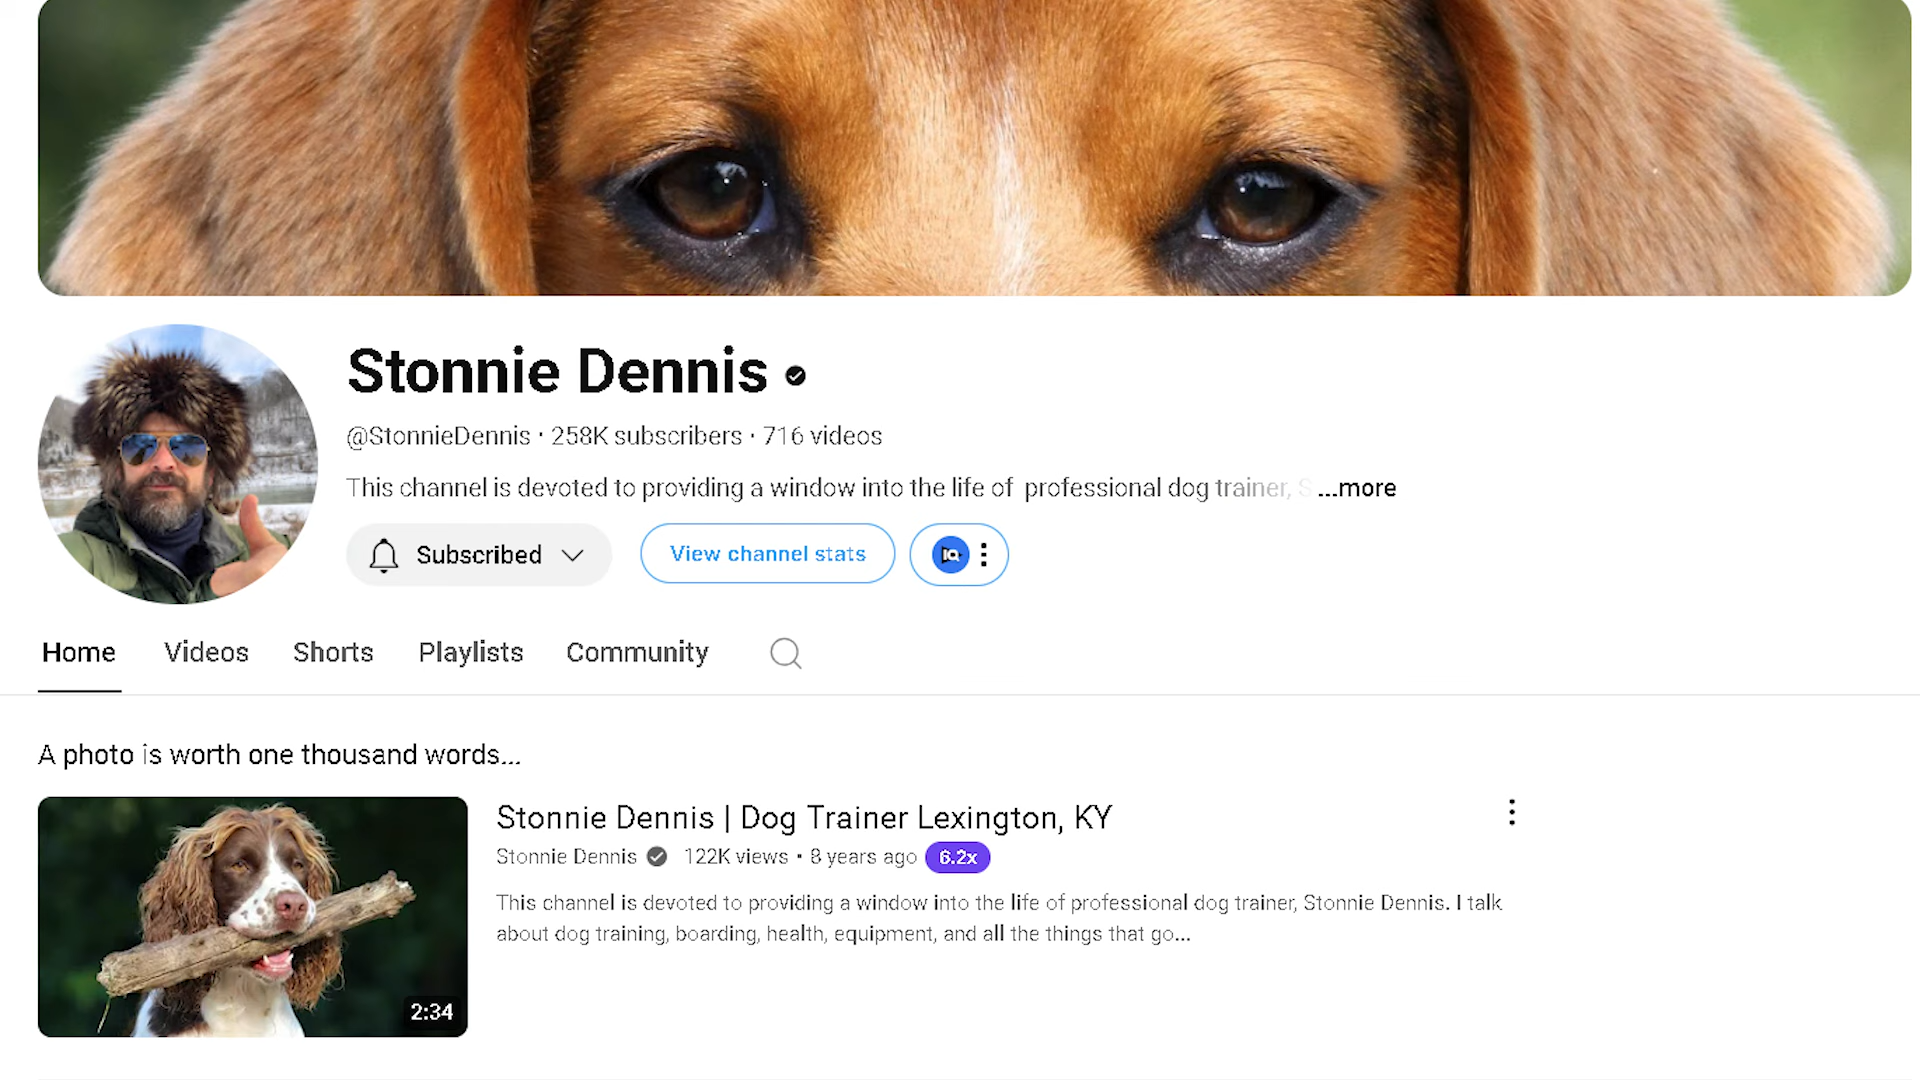 Stonnie Dennis
@StonnieDennis · 258K subscribers · 716 videos
This channel is devoted to providing a window into the life of professional dog trainer, S ...more
Subscribed
View channel stats
Home Videos Shorts Playlists Community
A photo is worth one thousand words...
Stonnie Dennis | Dog Trainer Lexington, KY
Stonnie Dennis 122K views • 8 years ago 6.2x
This channel is devoted to providing a window into the life of professional dog trainer, Stonnie Dennis. I talk
about dog training, boarding, health, equipment, and all the things that go...
2:34